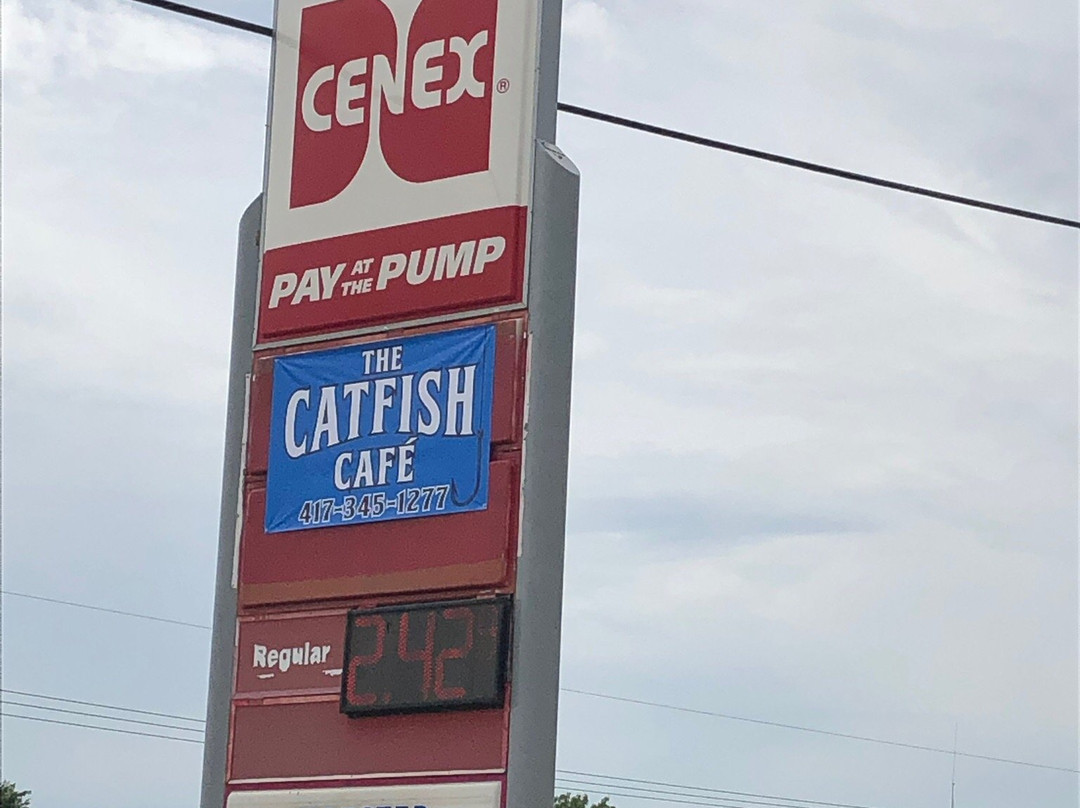 CENEX®
PAY AT THE PUMP
THE
CATFISH
CAFÉ
417-345-1277
Regular
2.42